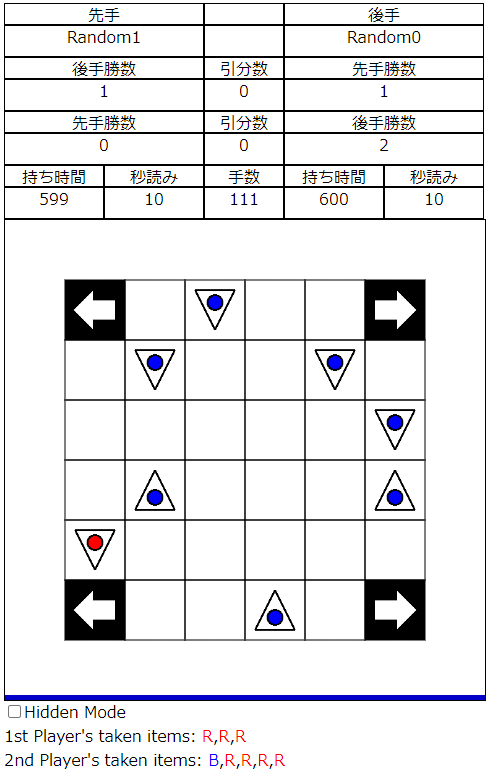 先手 後手
Random1 Random0
後手勝数 引分数 先手勝数
1 0 1
先手勝数 引分数 後手勝数
0 0 2
持ち時間 秒読み 手数 持ち時間 秒読み
599 10 111 600 10
Hidden Mode
1st Player's taken items: R,R,R
2nd Player's taken items: B,R,R,R,R